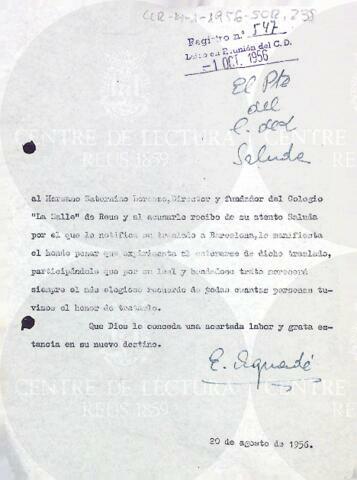 CLR-14-1-1956-SOR, 239
Registro nº 547
Leído en Reunión del C.D.
-1 OCT. 1956
El Pte
del
C. de L.
Saluda
CENTRE DE LECTURA
REUS 1859
al Hermano Saturnino Lorenzo, Director y fundador del Colegio
"La Salle" de Reus y al acusarle recibo de su atento Saluda
por el que le notifica su traslado a Barcelona, le manifiesta
el hondo pesar que experimenta al enterarse de dicho traslado,
participándole que por su leal y bondadoso trato merecerá
siempre el más elogioso recuerdo de todas cuantas personas tu-
vimos el honor de tratarlo.
Que Dios le conceda una acertada labor y grata es-
tancia en su nuevo destino.
E. Aguadé
CENTRE DE LECTURA
REUS 1859
20 de agosto de 1956.